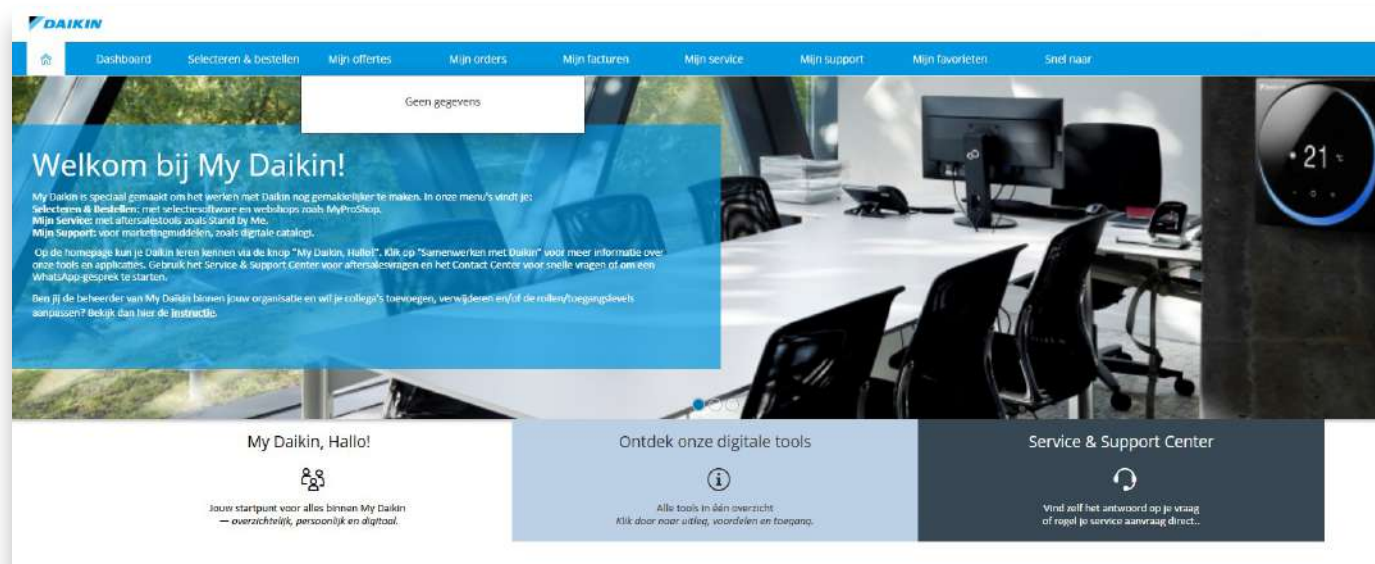 DAIKIN
Dashboard
Selecteren & bestellen
Mijn offertes
Mijn orders
Mijn facturen
Mijn service
Mijn support
Mijn favorieten
Snel naar
Geen gegevens
Welkom bij My Daikin!
My Daikin is speciaal gemaakt om het werken met Daikin nog gemakkelijker te maken. In onze menu's vindt je:
Selecteren & Bestellen: met selectiesoftware en webshops zoals MyProShop.
Mijn Service: met aftersalestools zoals Stand by Me.
Mijn Support: voor marketingmiddelen, zoals digitale catalogi.
Op de homepage kun je Daikin leren kennen via de knop "My Daikin, Hallo!". Klik op "Samenwerken met Daikin" voor meer informatie over
onze tools en applicaties. Gebruik het Service & Support Center voor aftersalesvragen en het Contact Center voor snelle vragen of om een
WhatsApp-gesprek te starten.
Ben jij de beheerder van My Daikin binnen jouw organisatie en wil je collega's toevoegen, verwijderen en/of de rollen/toegangslevels
aanpassen? Bekijk dan hier de instructie.
21
My Daikin, Hallo!
Jouw startpunt voor alles binnen My Daikin
— overzichtelijk, persoonlijk en digitaal.
Ontdek onze digitale tools
Alle tools in één overzicht
Klik door naar uitleg, voordelen en toegang.
Service & Support Center
Vind zelf het antwoord op je vraag
of regel je service aanvraag direct..